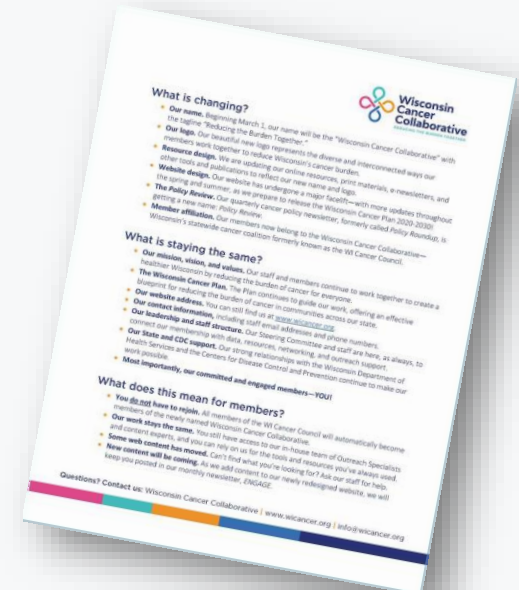 Wisconsin
Cancer
Collaborative
REDUCING THE BURDEN TOGETHER
What is changing?
Our name. Beginning March 1, our name will be the "Wisconsin Cancer Collaborative" with
the tagline "Reducing the Burden Together."
Our logo. Our beautiful new logo represents the diverse and interconnected ways our
members work together to reduce Wisconsin's cancer burden.
Resource design. We are updating our online resources, print materials, e-newsletters, and
other tools and publications to reflect our new name and logo.
Website design. Our website has undergone a major facelift—with more updates throughout
the spring and summer, as we prepare to release the Wisconsin Cancer Plan 2020-2030!
The Policy Review. Our quarterly cancer policy newsletter, formerly called Policy Roundup, is
getting a new name: Policy Review.
Member affiliation. Our members now belong to the Wisconsin Cancer Collaborative—
Wisconsin's statewide cancer coalition formerly known as the WI Cancer Council.
What is staying the same?
Our mission, vision, and values. Our staff and members continue to work together to create a
healthier Wisconsin by reducing the burden of cancer for everyone.
The Wisconsin Cancer Plan. The Plan continues to guide our work, offering an effective
blueprint for reducing the burden of cancer in communities across our state.
Our website address. You can still find us at www.wicancer.org.
Our contact information, including staff email addresses and phone numbers.
Our leadership and staff structure. Our Steering Committee and staff are here, as always, to
connect our membership with data, resources, networking, and outreach support.
Our State and CDC support. Our strong relationships with the Wisconsin Department of
Health Services and the Centers for Disease Control and Prevention continue to make our
work possible.
Most importantly, our committed and engaged members—YOU!
What does this mean for members?
You do not have to rejoin. All members of the WI Cancer Council will automatically become
members of the newly named Wisconsin Cancer Collaborative.
Our work stays the same. You still have access to our in-house team of Outreach Specialists
and content experts, and you can rely on us for the tools and resources you've always used.
Some web content has moved. Can't find what you're looking for? Ask our staff for help.
New content will be coming. As we add content to our newly redesigned website, we will
keep you posted in our monthly newsletter, ENGAGE.
Questions? Contact us: Wisconsin Cancer Collaborative | www.wicancer.org | info@wicancer.org